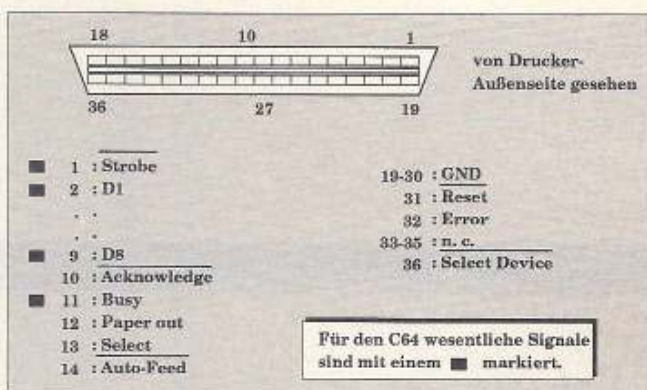 18 10 1
von Drucker-
Außenseite gesehen
36 27 19
1 : Strobe
2 : D1
. .
. .
9 : D8
10 : Acknowledge
11 : Busy
12 : Paper out
13 : Select
14 : Auto-Feed
19-30 : GND
31 : Reset
32 : Error
33-35 : n. c.
36 : Select Device
Für den C64 wesentliche Signale
sind mit einem ■ markiert.